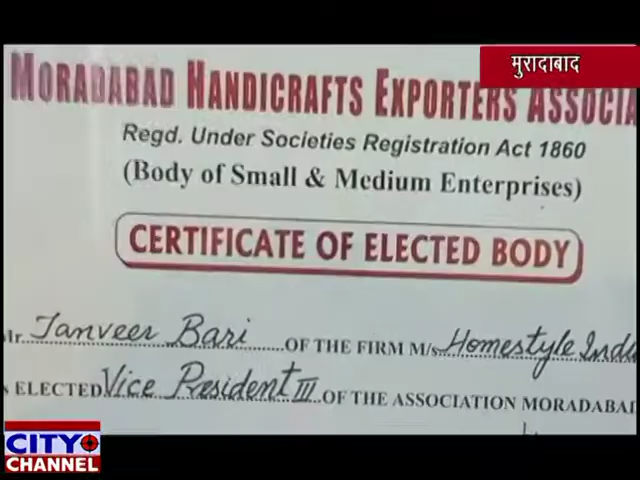 मुरादाबाद
MORADABAD HANDICRAFTS EXPORTERS ASSOCIA
Regd. Under Societies Registration Act 1860
(Body of Small & Medium Enterprises)
CERTIFICATE OF ELECTED BODY
Mr. Tanveer Bari OF THE FIRM M/s. Homestyle Indi
s ELECTED Vice President III OF THE ASSOCIATION MORADABAD
CITY
CHANNEL